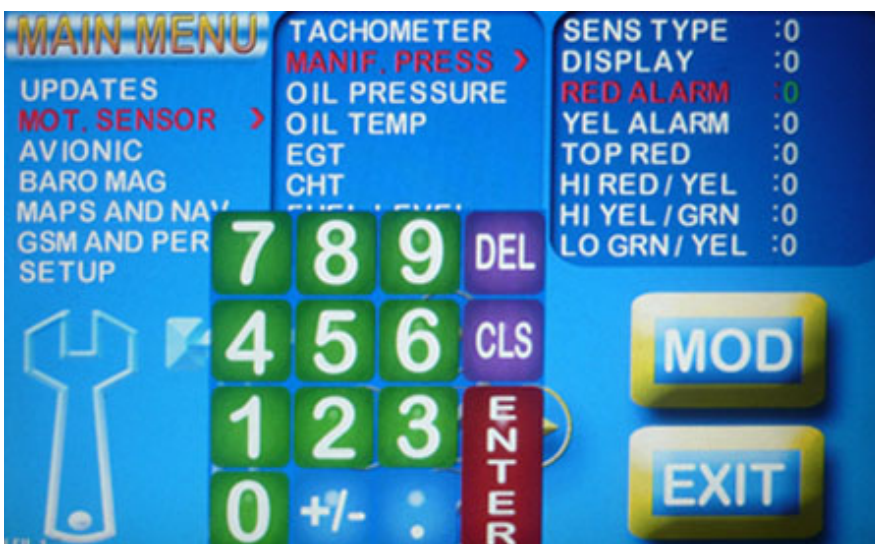 MAIN MENU
UPDATES
MOT. SENSOR >
AVIONIC
BARO MAG
MAPS AND NAV
GSM AND PER
SETUP
TACHOMETER
MANIF. PRESS >
OIL PRESSURE
OIL TEMP
EGT
CHT
FUEL LEVEL
SENS TYPE :0
DISPLAY :0
RED ALARM :0
YEL ALARM :0
TOP RED :0
HI RED / YEL :0
HI YEL / GRN :0
LO GRN / YEL :0
7 8 9 DEL
4 5 6 CLS
1 2 3 ENTER
0 +/- :
MOD
EXIT